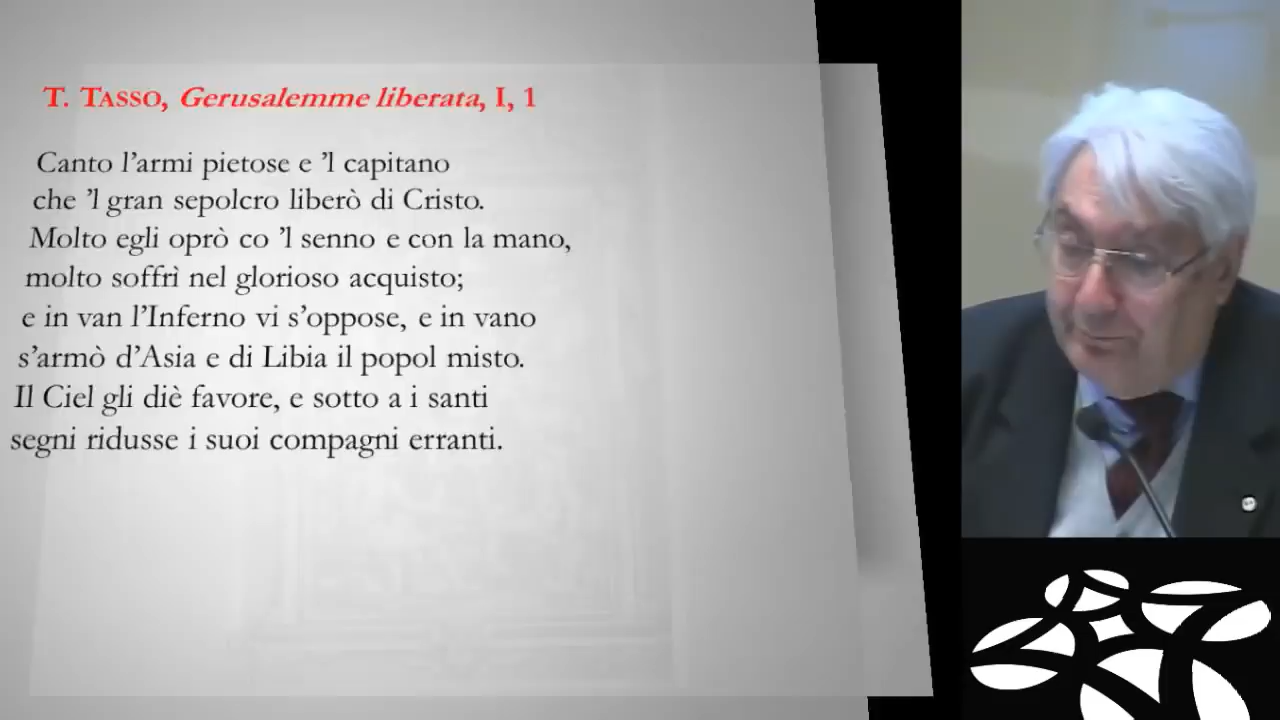 T. TASSO, Gerusalemme liberata, I, 1
Canto l’armi pietose e ’l capitano
che ’l gran sepolcro liberò di Cristo.
Molto egli oprò co ’l senno e con la mano,
molto soffrì nel glorioso acquisto;
e in van l’Inferno vi s’oppose, e in vano
s’armò d’Asia e di Libia il popol misto.
Il Ciel gli diè favore, e sotto a i santi
segni ridusse i suoi compagni erranti.